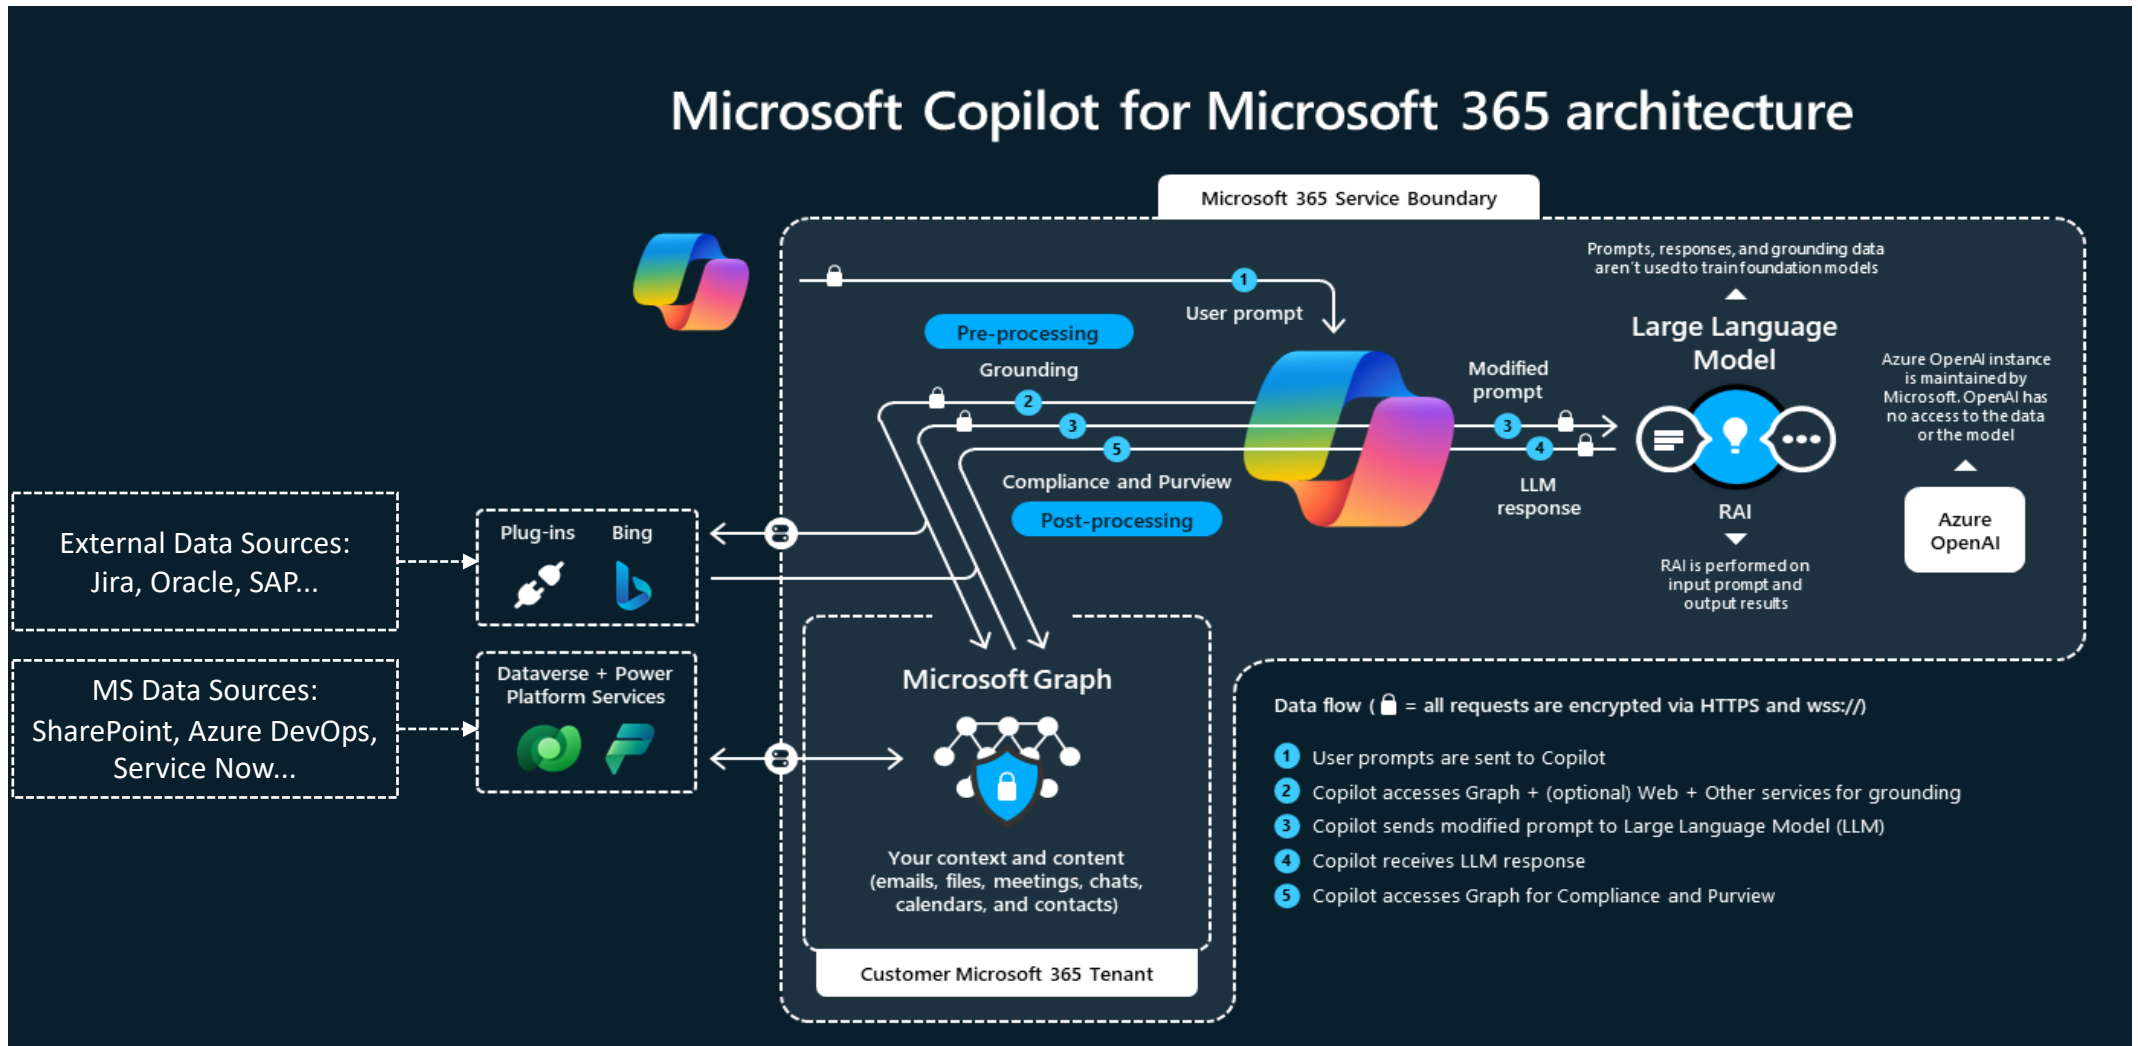 Microsoft Copilot for Microsoft 365 architecture
Microsoft 365 Service Boundary
1
User prompt
Pre-processing
Grounding
2
3
5
Compliance and Purview
Post-processing
Modified
prompt
3
4
LLM
response
Prompts, responses, and grounding data
aren't used to train foundation models
Large Language
Model
RAI
RAI is performed on
input prompt and
output results
Azure OpenAI instance
is maintained by
Microsoft. OpenAI has
no access to the data
or the model
Azure
OpenAI
External Data Sources:
Jira, Oracle, SAP...
Plug-ins
Bing
MS Data Sources:
SharePoint, Azure DevOps,
Service Now...
Dataverse + Power
Platform Services
Microsoft Graph
Your context and content
(emails, files, meetings, chats,
calendars, and contacts)
Customer Microsoft 365 Tenant
Data flow ( = all requests are encrypted via HTTPS and wss://)
1 User prompts are sent to Copilot
2 Copilot accesses Graph + (optional) Web + Other services for grounding
3 Copilot sends modified prompt to Large Language Model (LLM)
4 Copilot receives LLM response
5 Copilot accesses Graph for Compliance and Purview